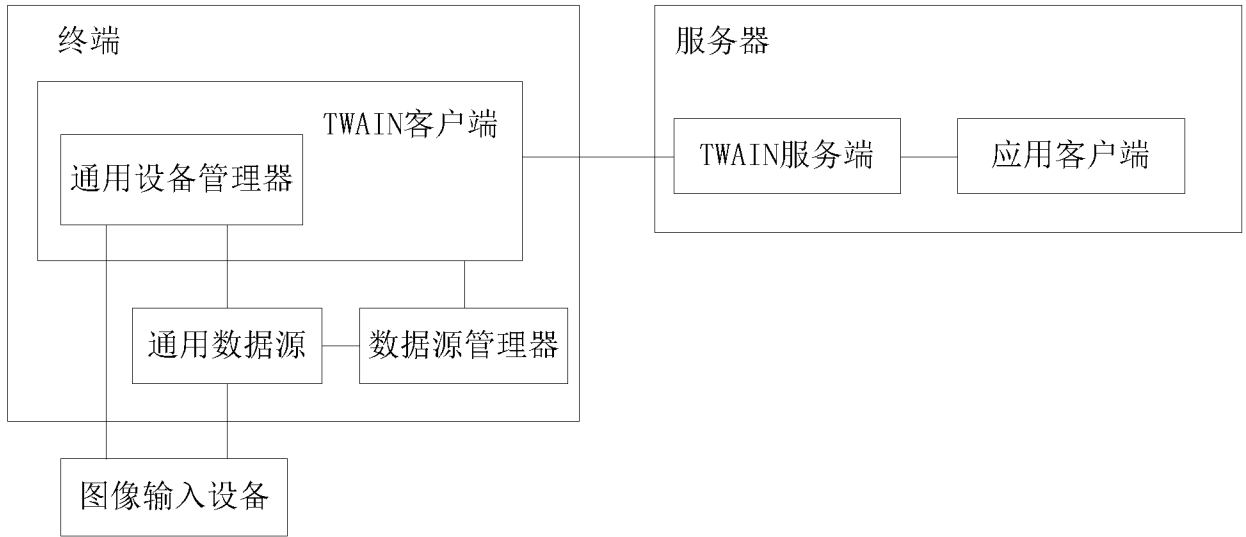 终端
服务器
TWAIN客户端
通用设备管理器
TWAIN服务端
应用客户端
通用数据源
数据源管理器
图像输入设备